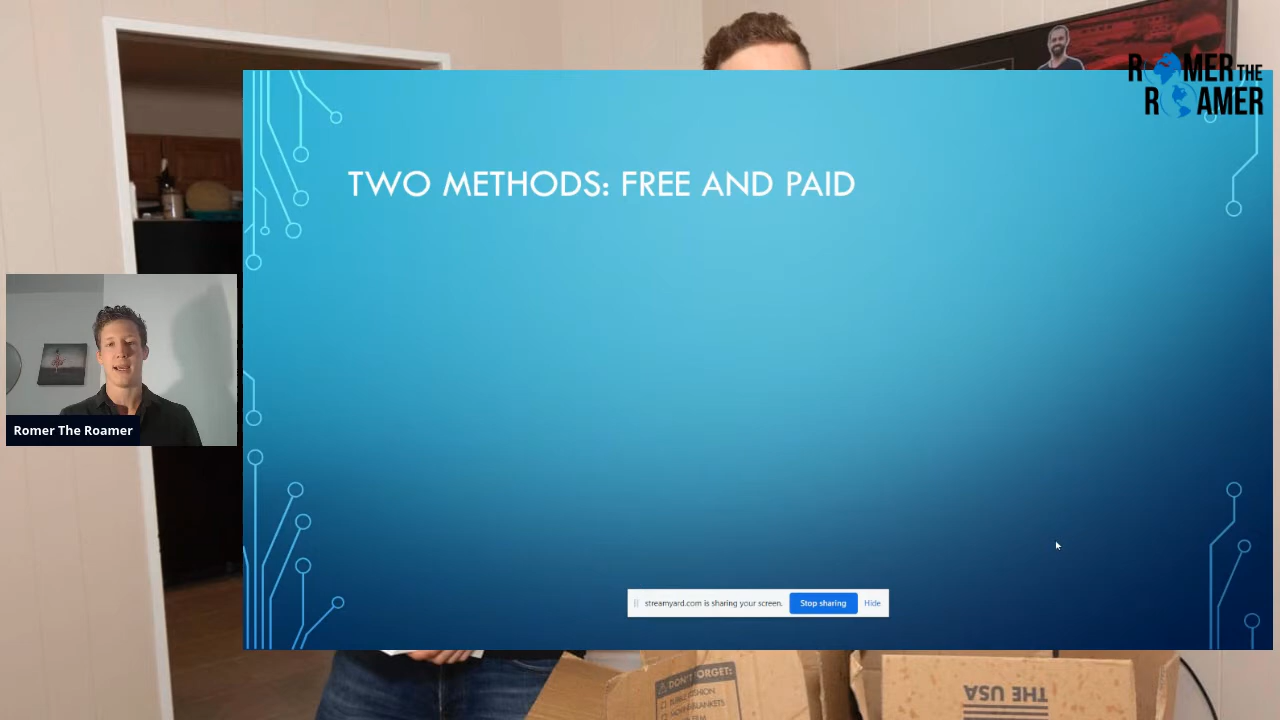 ROMER THE
ROAMER
TWO METHODS: FREE AND PAID
Romer The Roamer
streamyard.com is sharing your screen. Stop sharing Hide
DON'T FORGET:
THE USA